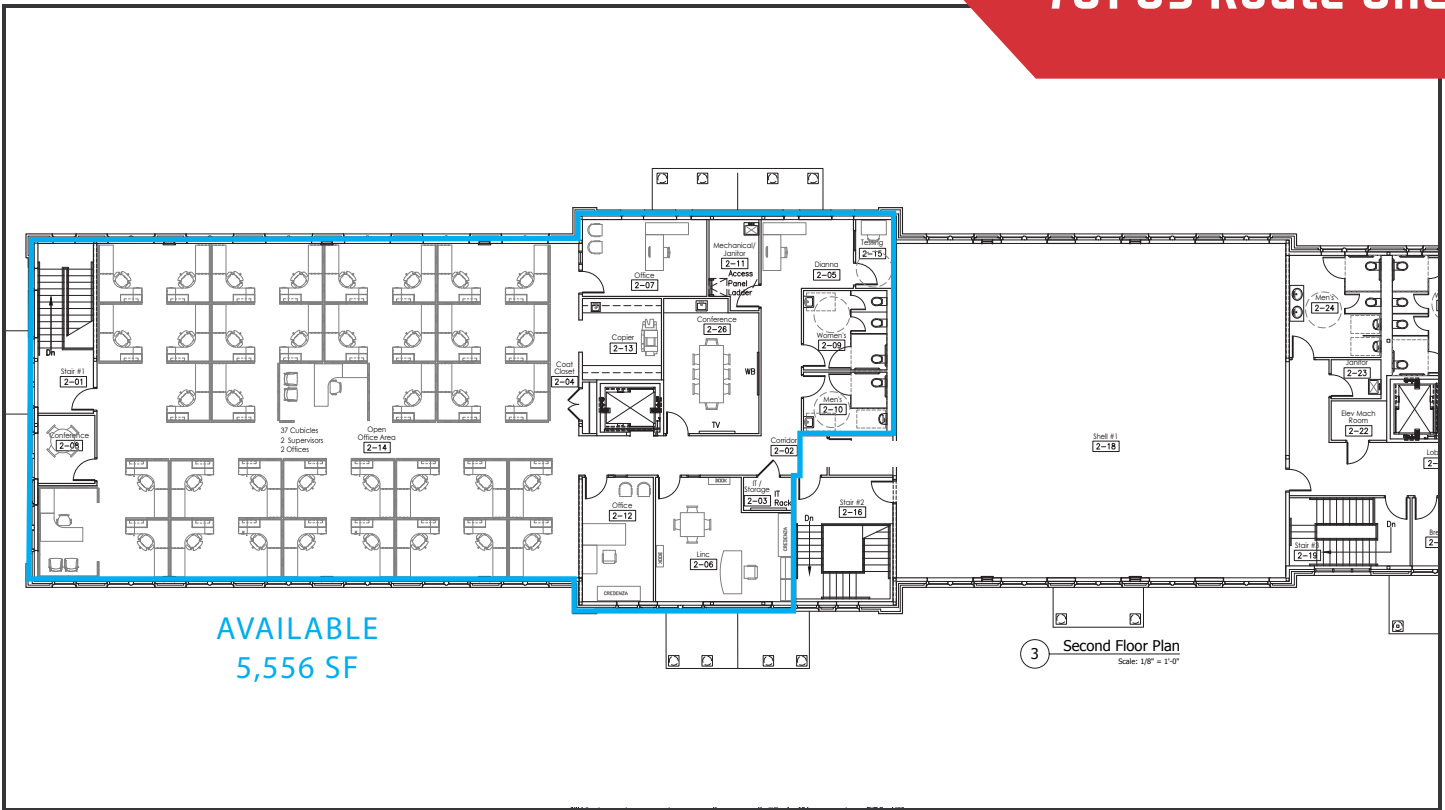 Mechanical/
Janitor
2-11
Access
Panel
Ladder
Testing
2-15
Dianna
2-05
Office
2-07
Conference
2-26
Copier
2-13
Women's
2-09
Men's
2-24
Dn
Stair #1
2-01
Coat
Closet
2-04
WB
Janitor
2-23
Men's
2-10
TV
Conference
2-08
37 Cubicles
2 Supervisors
2 Offices
Open
Office Area
2-14
Corridor
2-02
Shell #1
2-18
Elev Mach
Room
2-22
IT /
Storage
2-03
IT
Rack
BOOK
Office
2-12
Stair #2
2-16
Dn
Dn
BOOK
Linc
2-06
CREDENZA
Stair #3
2-19
CREDENZA
AVAILABLE
5,556 SF
3
Second Floor Plan
Scale: 1/8" = 1'-0"